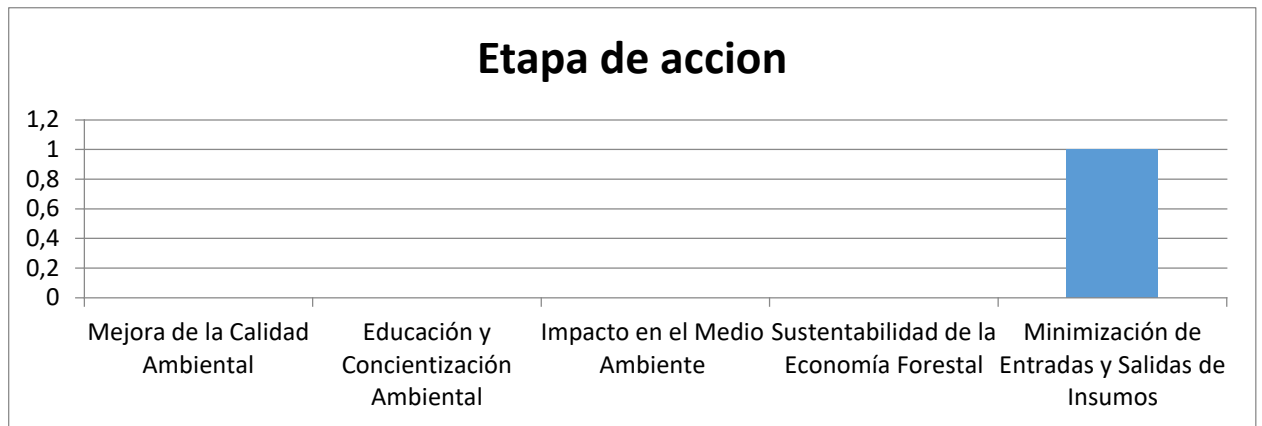 Etapa de accion
1,2
1
0,8
0,6
0,4
0,2
0
Mejora de la Calidad
Ambiental
Educación y
Concientización
Ambiental
Impacto en el Medio
Ambiente
Sustentabilidad de la
Economía Forestal
Minimización de
Entradas y Salidas de
Insumos